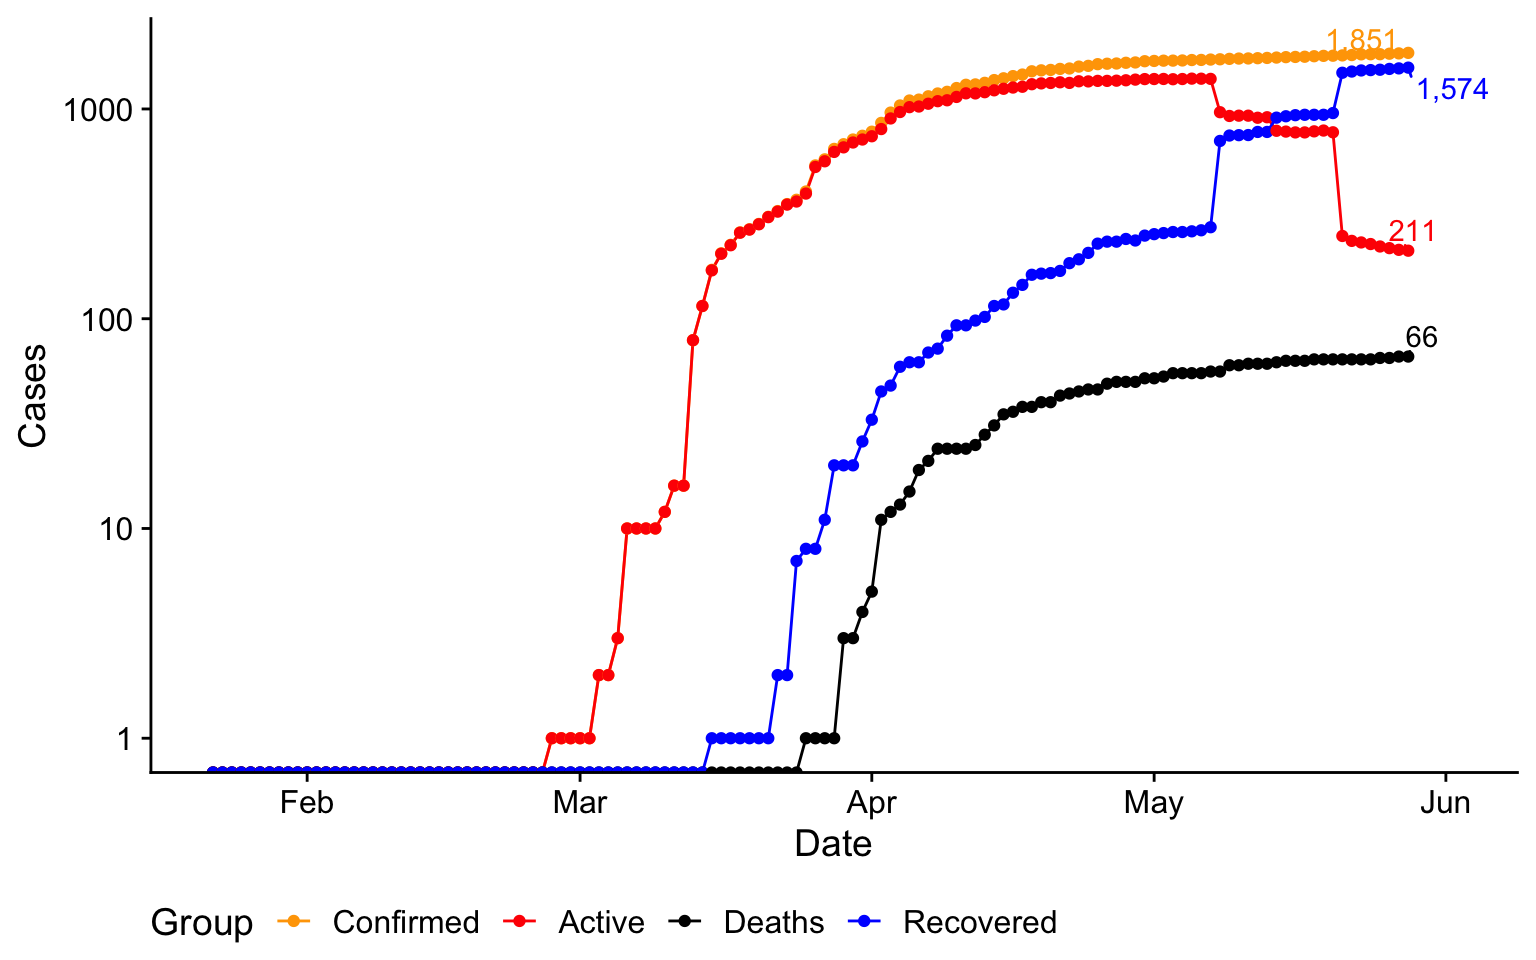 1,851
1000
1,574
211
100
66
Cases
10
1
Feb Mar Apr May Jun
Date
Group Confirmed Active Deaths Recovered